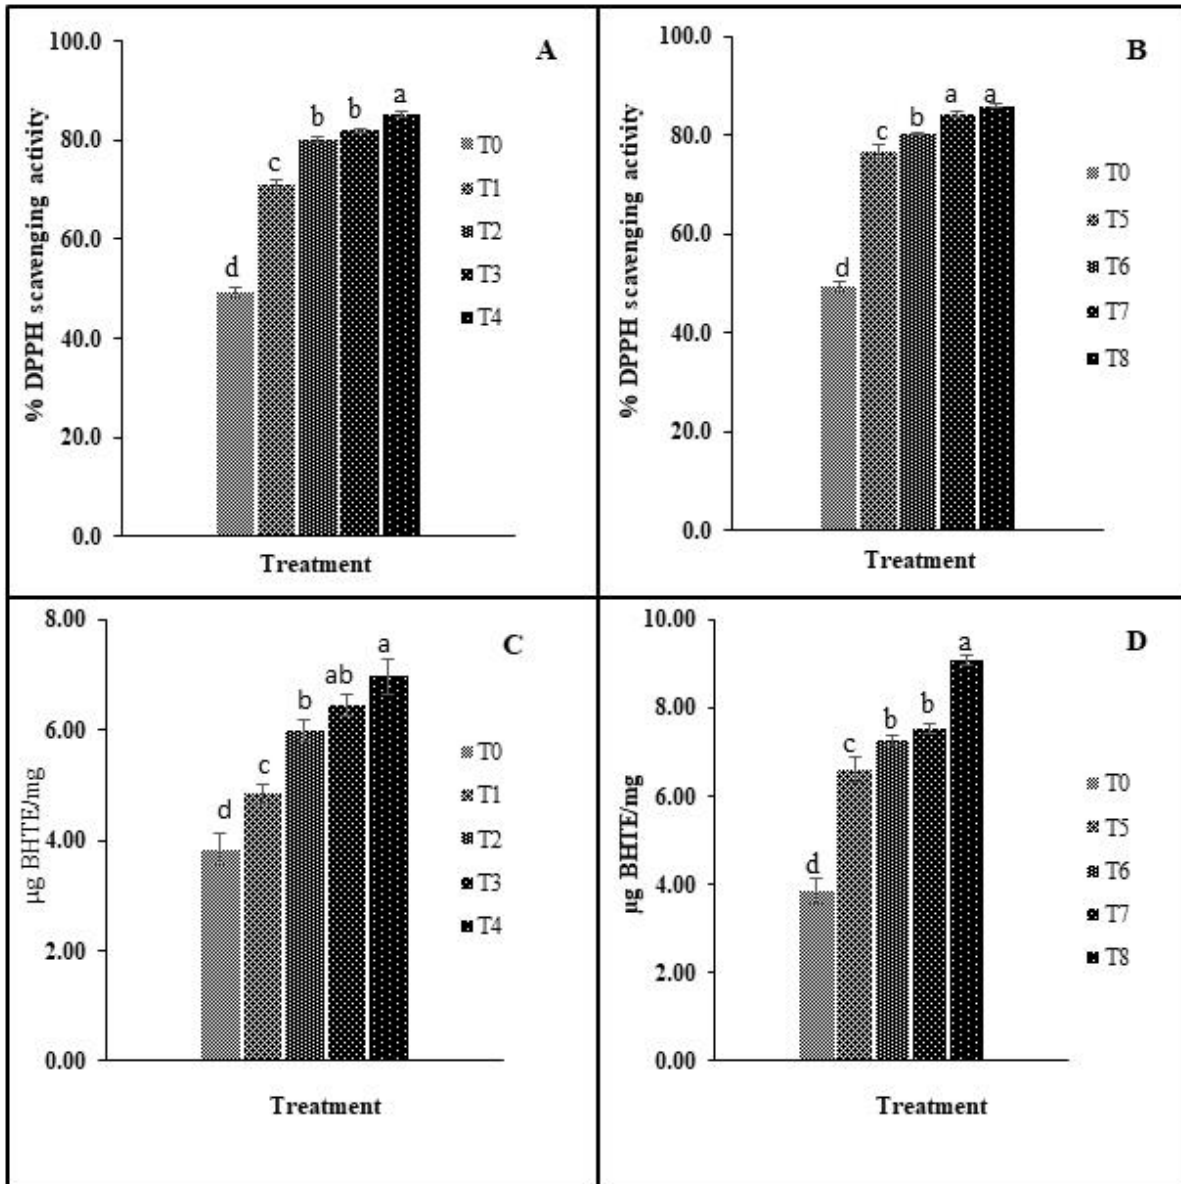 A
% DPPH scavenging activity
100.0
80.0
60.0
40.0
20.0
0.0
d
c
b
b
a
T0
T1
T2
T3
T4
Treatment
B
% DPPH scavenging activity
100.0
80.0
60.0
40.0
20.0
0.0
d
c
b
a
a
T0
T5
T6
T7
T8
Treatment
C
µg BHTE/mg
8.00
6.00
4.00
2.00
0.00
d
c
b
ab
a
T0
T1
T2
T3
T4
Treatment
D
µg BHTE/mg
10.00
8.00
6.00
4.00
2.00
0.00
d
c
b
b
a
T0
T5
T6
T7
T8
Treatment